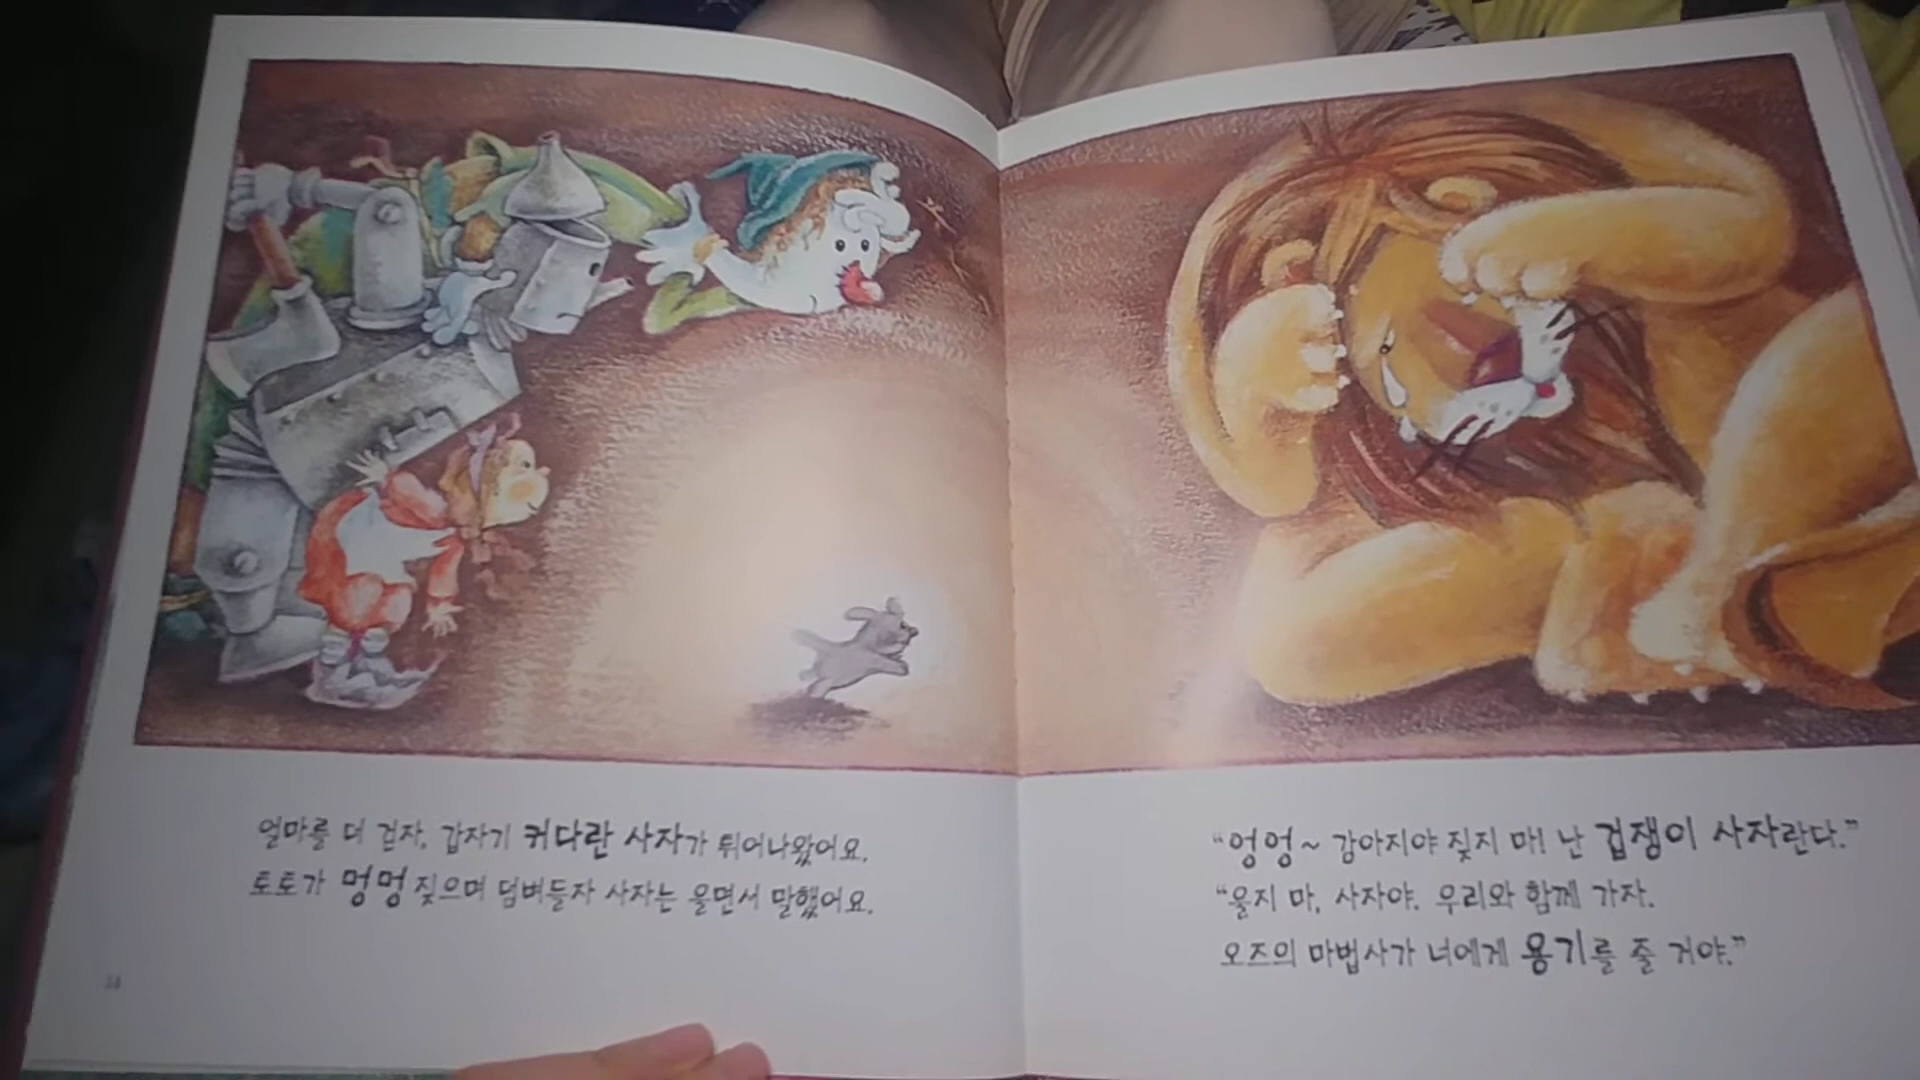 얼마를 더 걷자, 갑자기 커다란 사자가 튀어나왔어요.
토토가 멍멍 짖으며 덤벼들자 사자는 울면서 말했어요.
“엉엉~ 강아지야 짖지 마! 난 겁쟁이 사자란다.”
“울지 마, 사자야. 우리와 함께 가자.
오즈의 마법사가 너에게 용기를 줄 거야.”